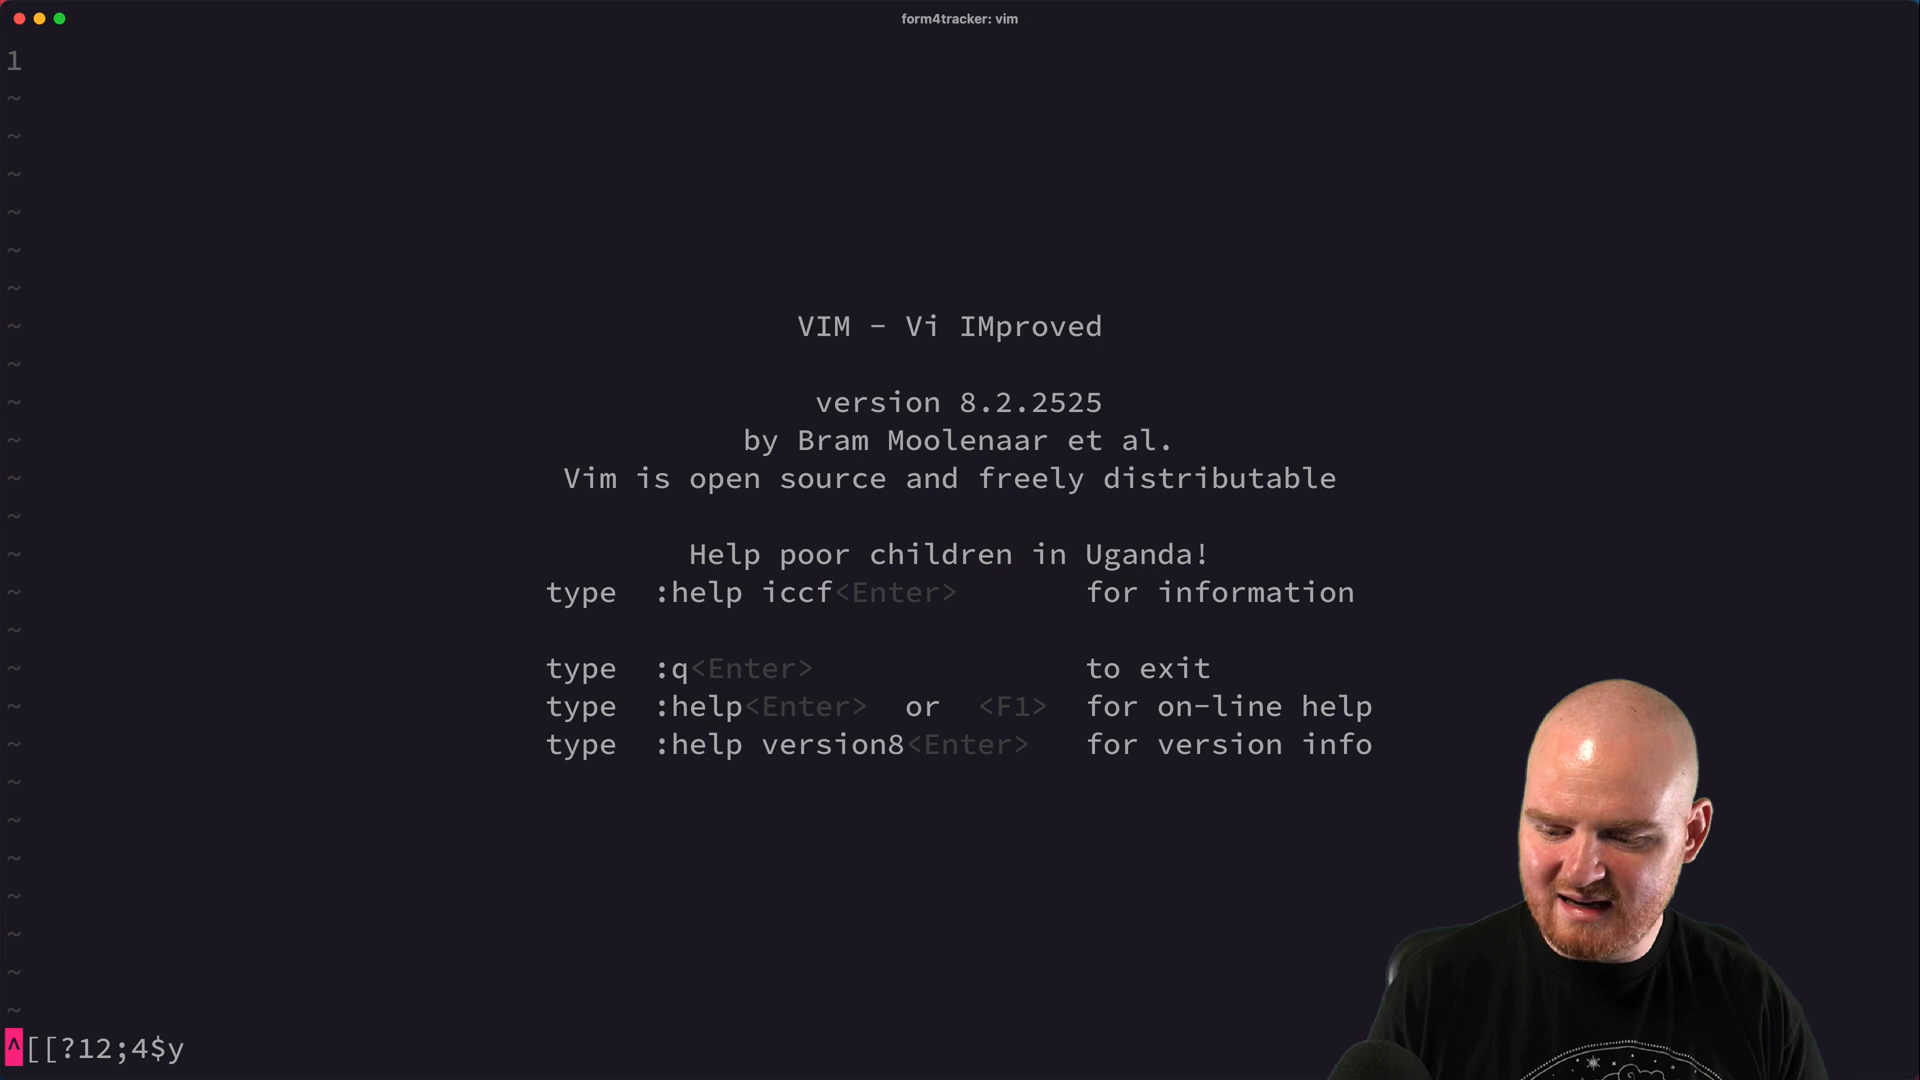 form4tracker: vim
1
~
~
~
~
~
~
~ VIM - Vi IMproved
~
~ version 8.2.2525
~ by Bram Moolenaar et al.
~ Vim is open source and freely distributable
~
~ Help poor children in Uganda!
~ type :help iccf<Enter> for information
~
~ type :q<Enter> to exit
~ type :help<Enter> or <F1> for on-line help
~ type :help version8<Enter> for version info
~
~
~
~
~
~
~
^[[?12;4$y